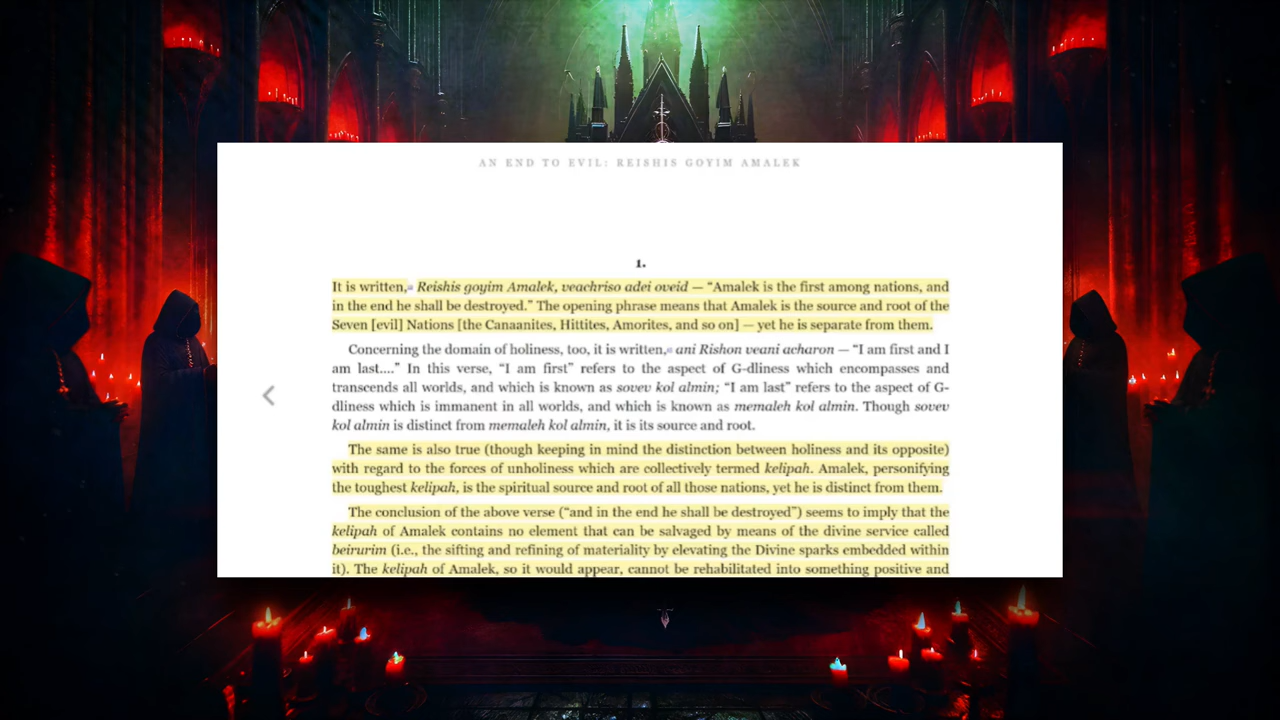 AN END TO EVIL: REISHIS GOYIM AMALEK
1.
It is written, Reishis goyim Amalek, veachriso adei oveid — “Amalek is the first among nations, and
in the end he shall be destroyed.” The opening phrase means that Amalek is the source and root of the
Seven [evil] Nations [the Canaanites, Hittites, Amorites, and so on] — yet he is separate from them.
Concerning the domain of holiness, too, it is written, ani Rishon veani acharon — “I am first and I
am last....” In this verse, “I am first” refers to the aspect of G-dliness which encompasses and
transcends all worlds, and which is known as sovev kol almin; “I am last” refers to the aspect of G-
dliness which is immanent in all worlds, and which is known as memaleh kol almin. Though sovev
kol almin is distinct from memaleh kol almin, it is its source and root.
The same is also true (though keeping in mind the distinction between holiness and its opposite)
with regard to the forces of unholiness which are collectively termed kelipah. Amalek, personifying
the toughest kelipah, is the spiritual source and root of all those nations, yet he is distinct from them.
The conclusion of the above verse (“and in the end he shall be destroyed”) seems to imply that the
kelipah of Amalek contains no element that can be salvaged by means of the divine service called
beirurim (i.e., the sifting and refining of materiality by elevating the Divine sparks embedded within
it). The kelipah of Amalek, so it would appear, cannot be rehabilitated into something positive and